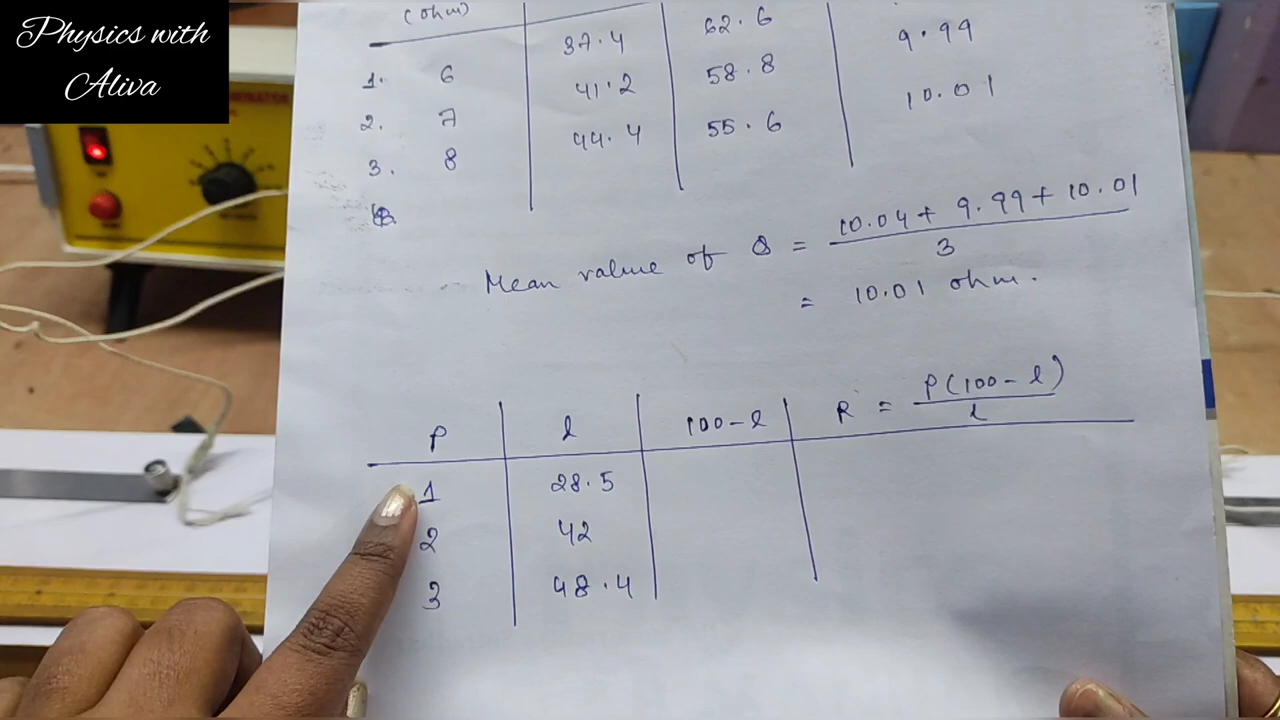 Physics with
Aliva
(ohm)
1. 6 37.4 62.6
2. 7 41.2 58.8 9.99
3. 8 44.4 55.6 10.01
Mean value of Q = 10.04 + 9.99 + 10.01
3
= 10.01 ohm.
P l 100-l R = P(100-l)
l
1 28.5
2 42
3 48.4